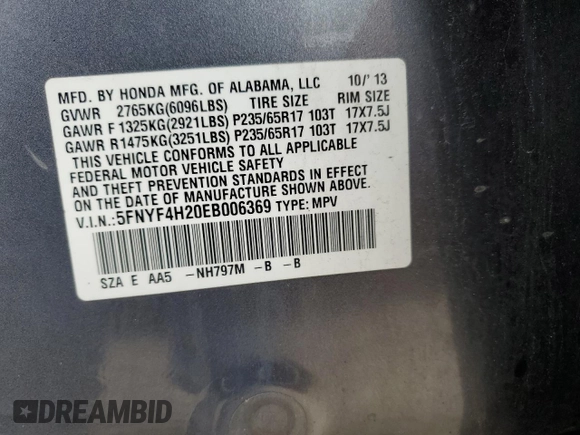 MFD. BY HONDA MFG. OF ALABAMA, LLC 10/'13
GVWR 2765KG(6096LBS) TIRE SIZE RIM SIZE
GAWR F 1325KG(2921LBS) P235/65R17 103T 17X7.5J
GAWR R1475KG(3251LBS) P235/65R17 103T 17X7.5J
THIS VEHICLE CONFORMS TO ALL APPLICABLE
FEDERAL MOTOR VEHICLE SAFETY
AND THEFT PREVENTION STANDARDS IN EFFECT
ON THE DATE OF MANUFACTURE SHOWN ABOVE.
V.I.N.:5FNYF4H20EB006369 TYPE: MPV
SZA E AA5 -NH797M -B -B
DREAMBID